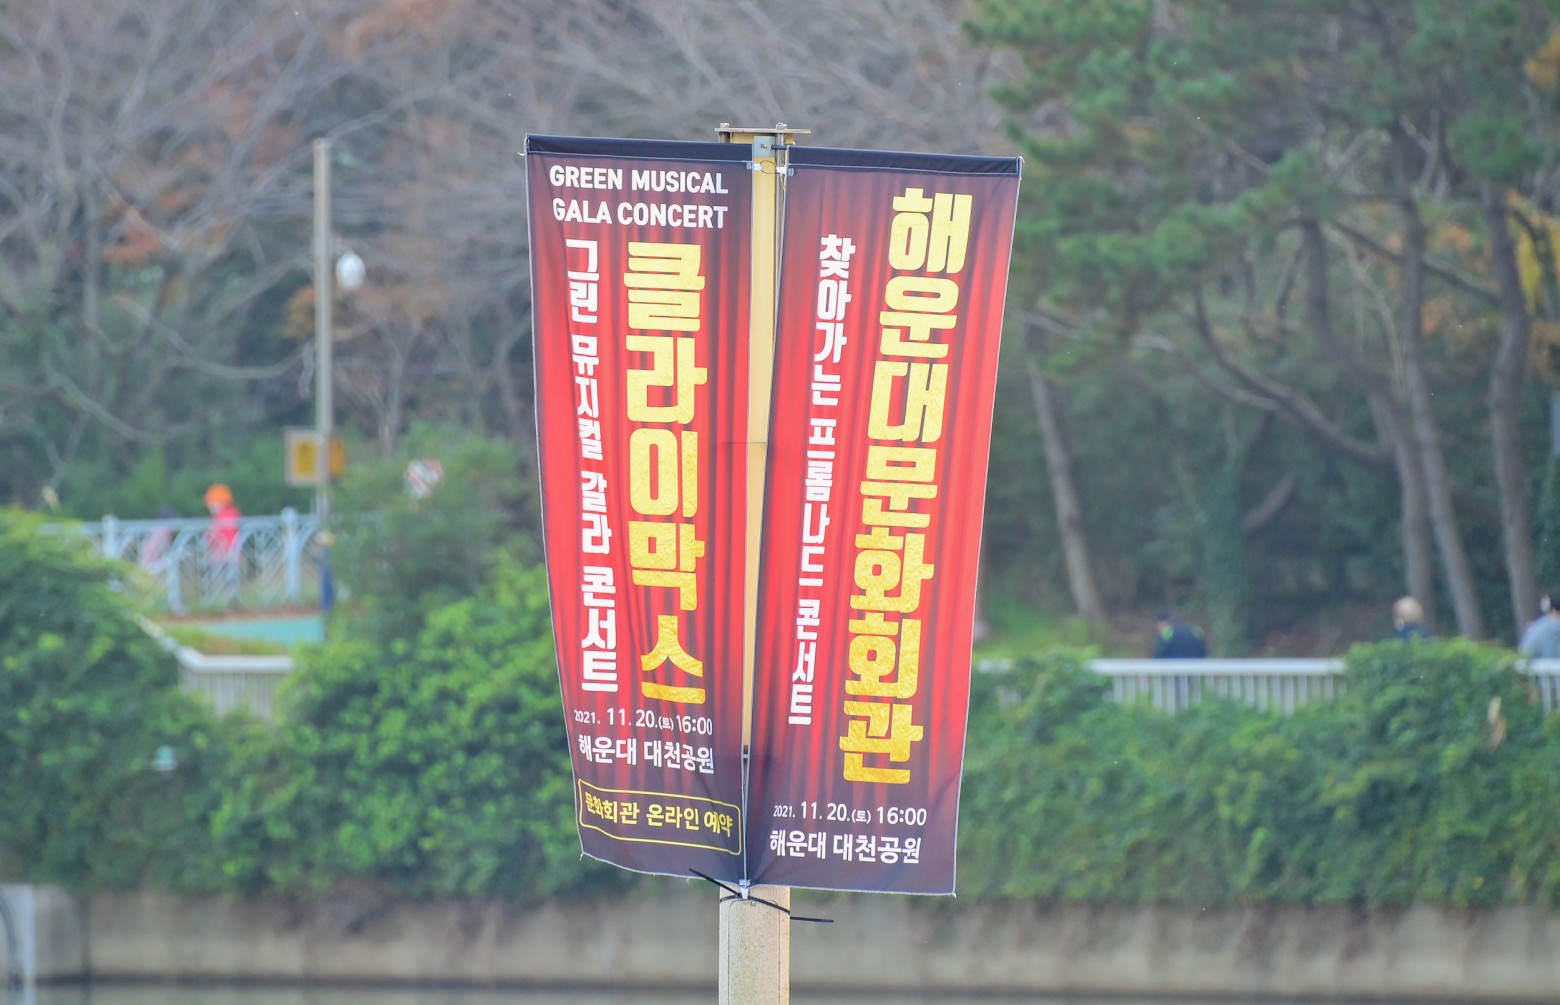 GREEN MUSICAL
GALA CONCERT
그린 뮤지컬 갈라 콘서트
클라이막스
2021. 11. 20.(토) 16:00
해운대 대천공원
문화회관 온라인 예약
해운대문화회관
찾아가는 프롬나드 콘서트
2021. 11. 20.(토) 16:00
해운대 대천공원